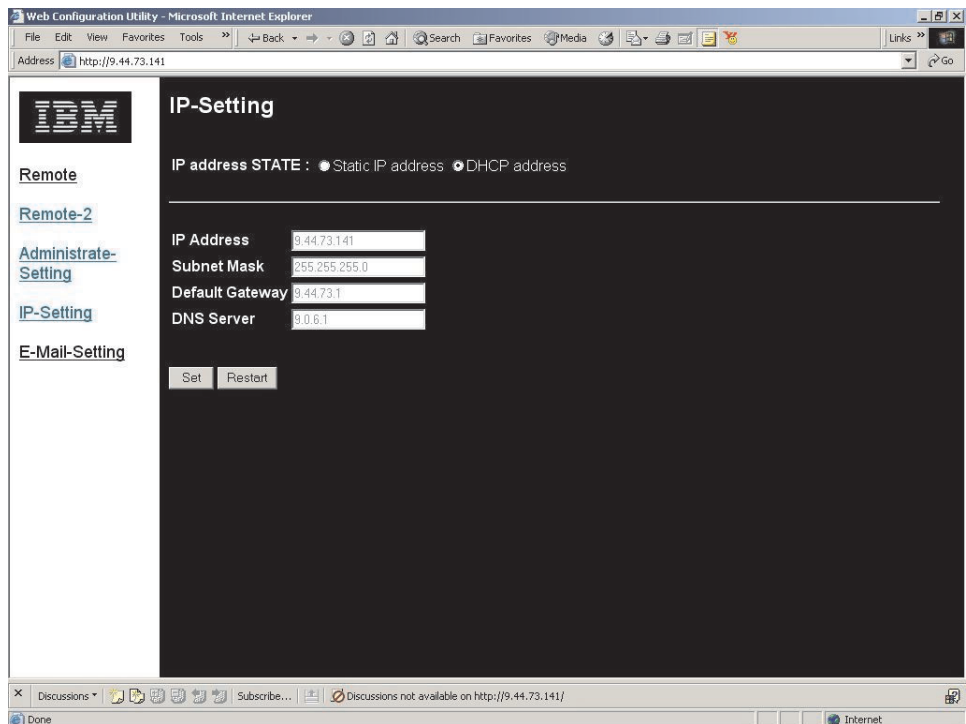 Web Configuration Utility - Microsoft Internet Explorer
File Edit View Favorites Tools » Back Search Favorites Media Links »
Address http://9.44.73.141 Go
IBM
IP-Setting
IP address STATE : Static IP address DHCP address
Remote
Remote-2
Administrate-
Setting
IP-Setting
E-Mail-Setting
IP Address 9.44.73.141
Subnet Mask 255.255.255.0
Default Gateway 9.44.73.1
DNS Server 9.0.6.1
Set Restart
Discussions Subscribe... Discussions not available on http://9.44.73.141/
Done Internet